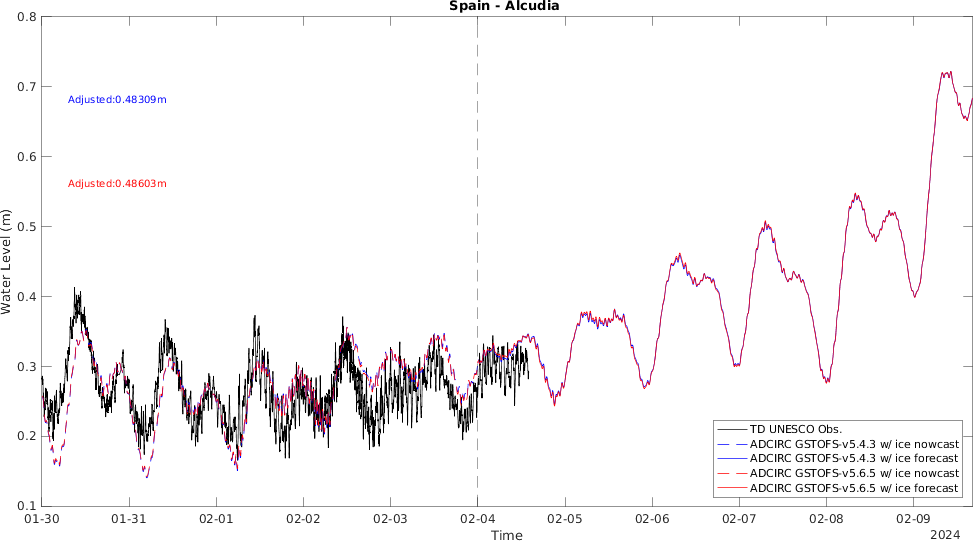 Spain - Alcudia
0.8
0.7
0.6
0.5
0.4
0.3
0.2
0.1
Water Level (m)
Adjusted:0.48309m
Adjusted:0.48603m
TD UNESCO Obs.
ADCIRC GSTOFS-v5.4.3 w/ ice nowcast
ADCIRC GSTOFS-v5.4.3 w/ ice forecast
ADCIRC GSTOFS-v5.6.5 w/ ice nowcast
ADCIRC GSTOFS-v5.6.5 w/ ice forecast
01-30 01-31 02-01 02-02 02-03 02-04 02-05 02-06 02-07 02-08 02-09
Time
2024